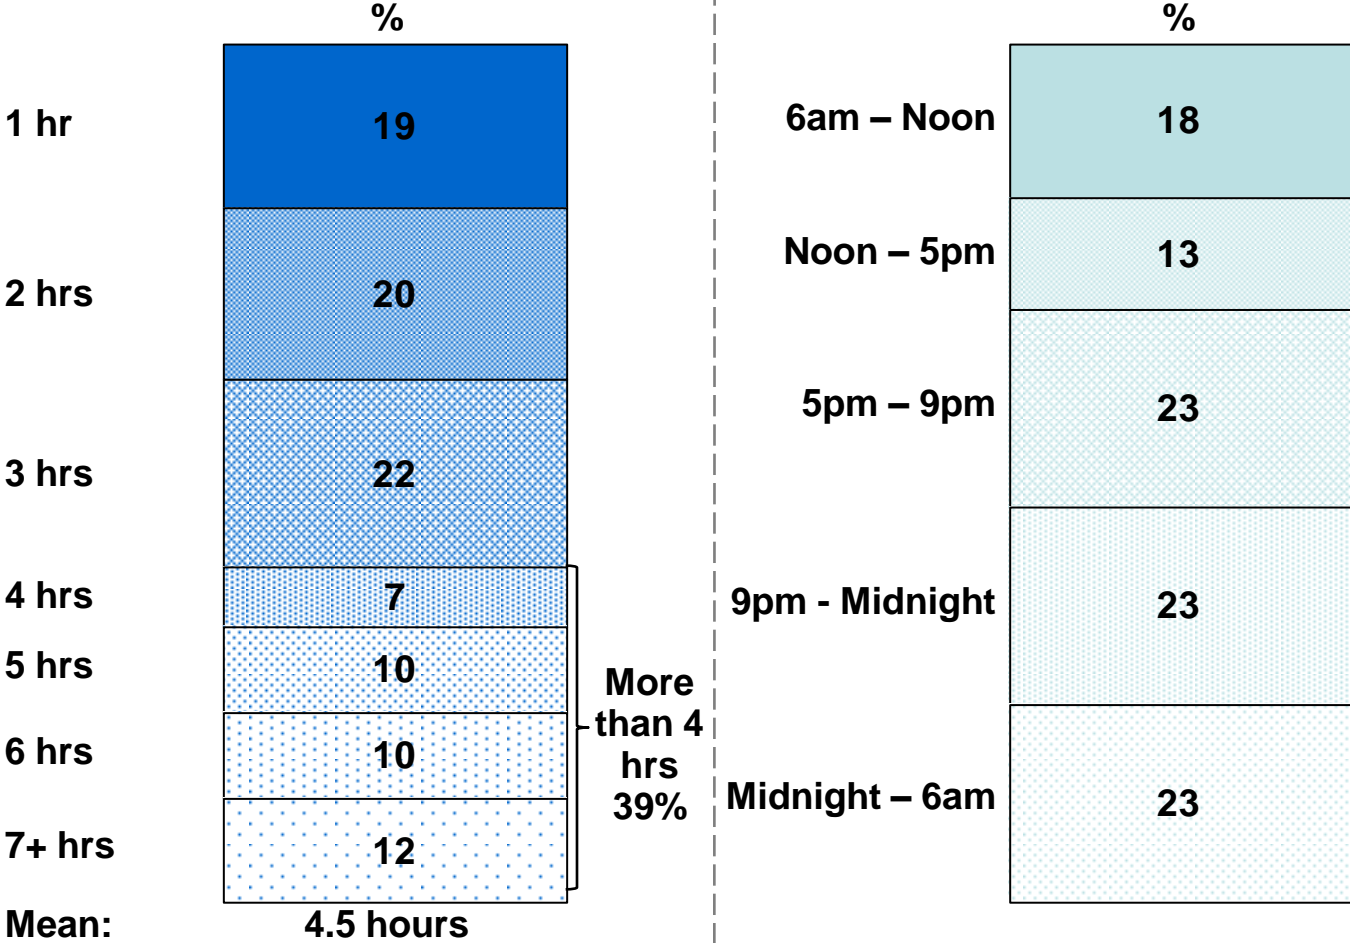 %
1 hr 19
2 hrs 20
3 hrs 22
4 hrs 7
5 hrs 10
6 hrs 10
7+ hrs 12
More
than 4
hrs
39%
Mean: 4.5 hours
%
6am – Noon 18
Noon – 5pm 13
5pm – 9pm 23
9pm - Midnight 23
Midnight – 6am 23